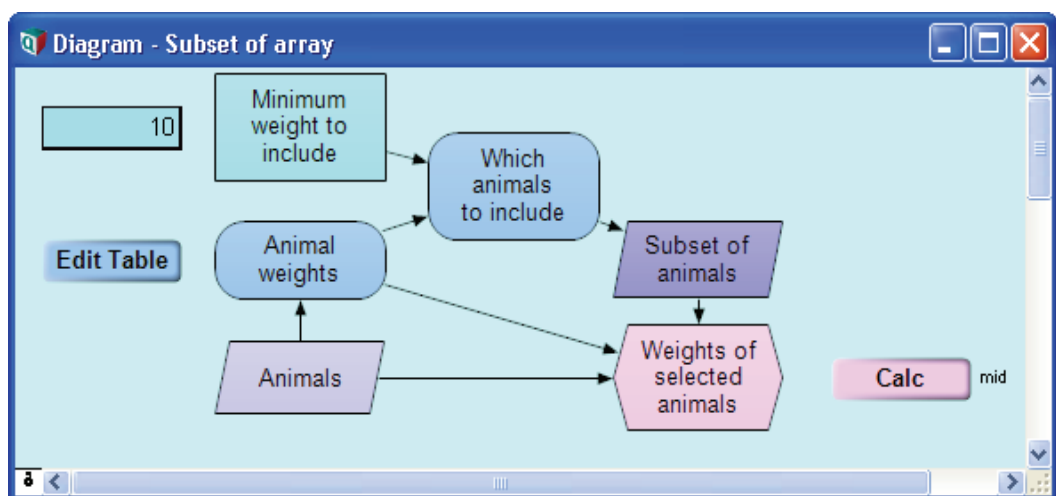 Diagram - Subset of array
10
Minimum
weight to
include
Which
animals
to include
Edit Table
Animal
weights
Subset of
animals
Animals
Weights of
selected
animals
Calc
mid